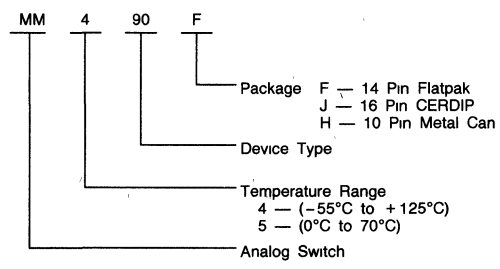 MM 4 90 F
Package F — 14 Pin Flatpak
J — 16 Pin CERDIP
H — 10 Pin Metal Can
Device Type
Temperature Range
4 — (−55°C to +125°C)
5 — (0°C to 70°C)
Analog Switch